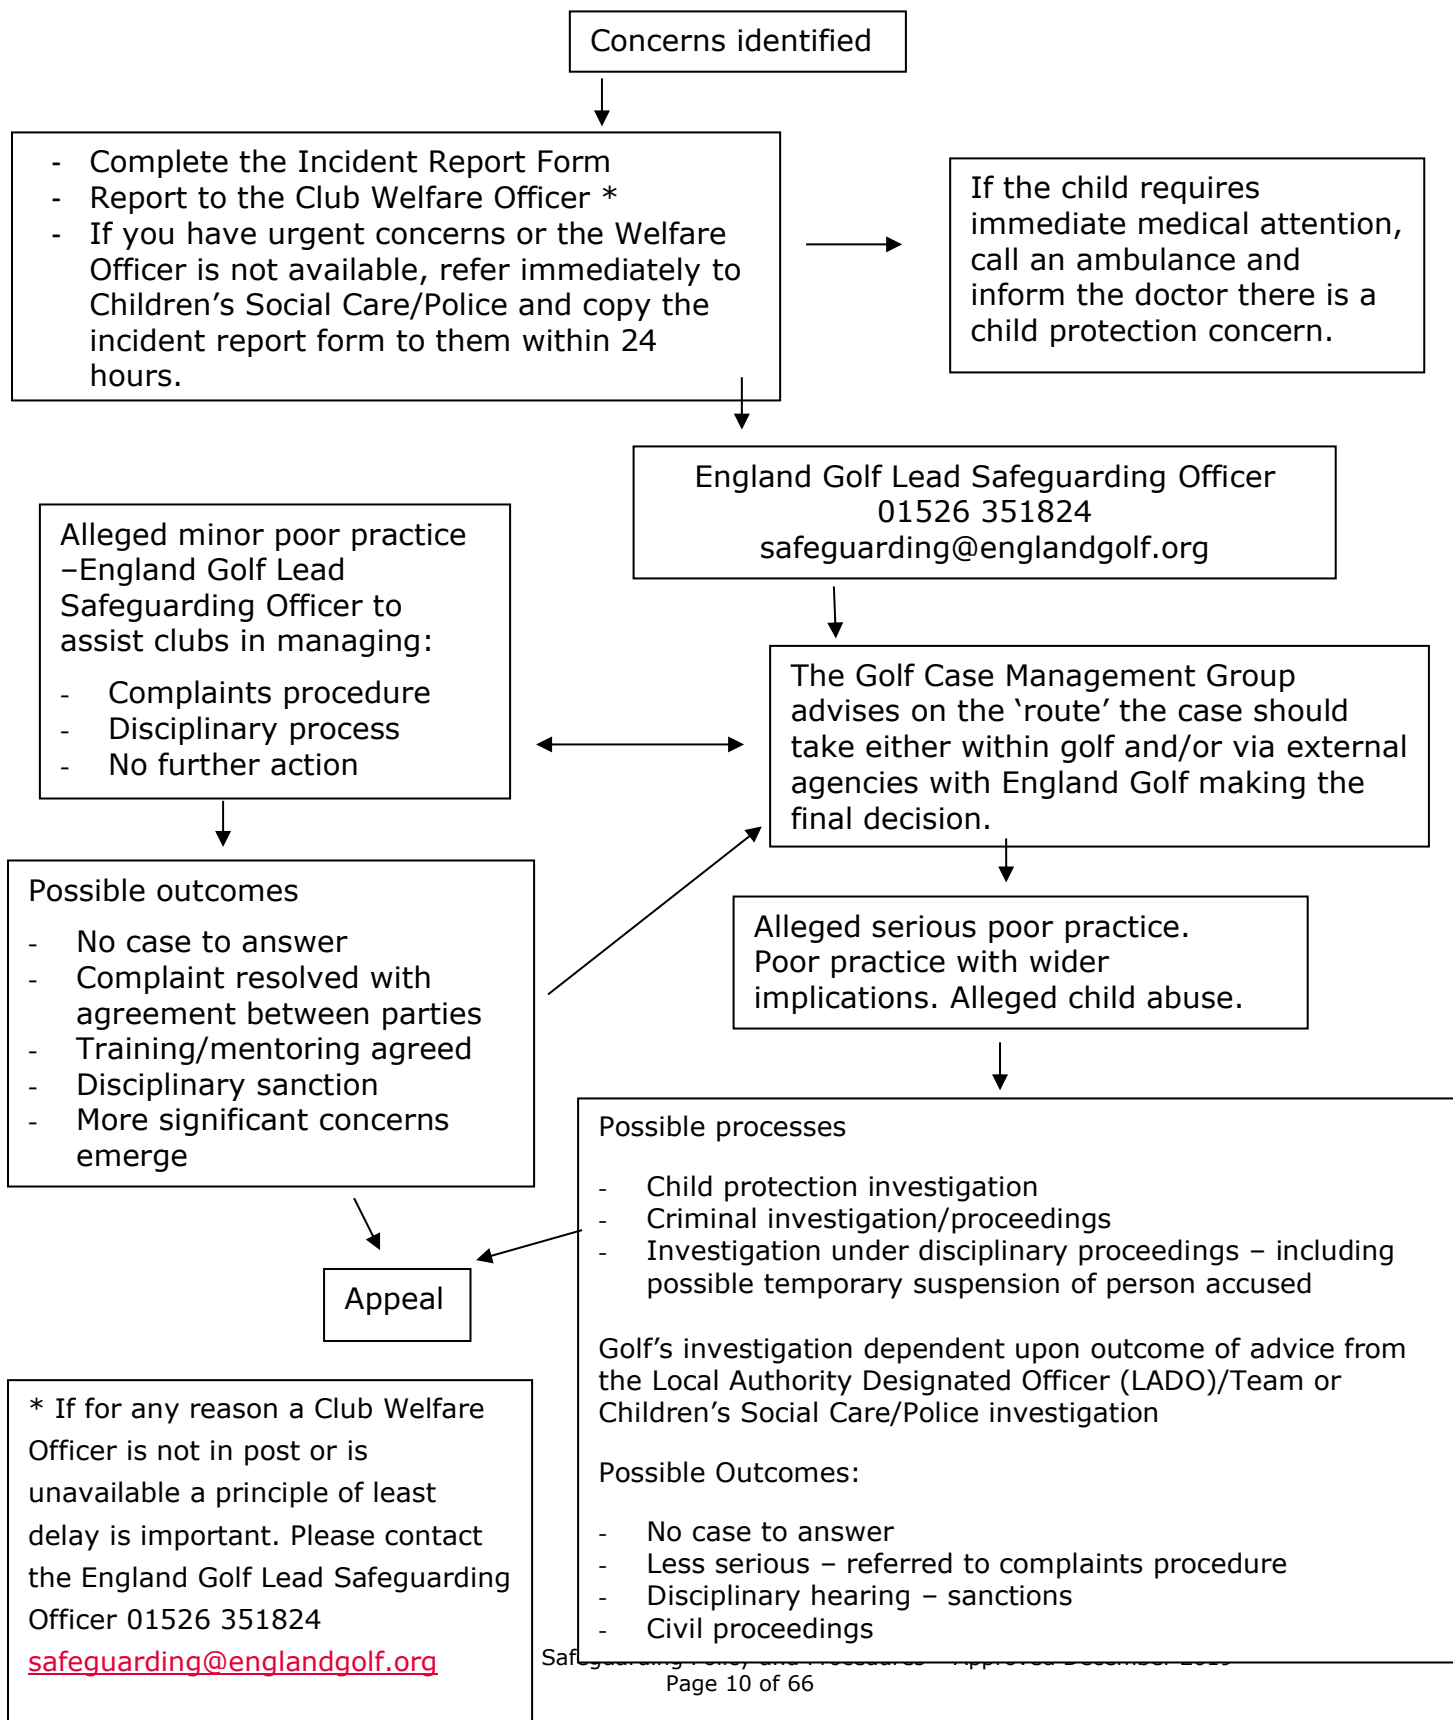 Concerns identified
- Complete the Incident Report Form
- Report to the Club Welfare Officer *
- If you have urgent concerns or the Welfare
Officer is not available, refer immediately to
Children’s Social Care/Police and copy the
incident report form to them within 24
hours.
If the child requires
immediate medical attention,
call an ambulance and
inform the doctor there is a
child protection concern.
England Golf Lead Safeguarding Officer
01526 351824
safeguarding@englandgolf.org
Alleged minor poor practice
–England Golf Lead
Safeguarding Officer to
assist clubs in managing:
- Complaints procedure
- Disciplinary process
- No further action
The Golf Case Management Group
advises on the ‘route’ the case should
take either within golf and/or via external
agencies with England Golf making the
final decision.
Possible outcomes
- No case to answer
- Complaint resolved with
agreement between parties
- Training/mentoring agreed
- Disciplinary sanction
- More significant concerns
emerge
Alleged serious poor practice.
Poor practice with wider
implications. Alleged child abuse.
Possible processes
- Child protection investigation
- Criminal investigation/proceedings
- Investigation under disciplinary proceedings – including
possible temporary suspension of person accused
Golf’s investigation dependent upon outcome of advice from
the Local Authority Designated Officer (LADO)/Team or
Children’s Social Care/Police investigation
Possible Outcomes:
- No case to answer
- Less serious – referred to complaints procedure
- Disciplinary hearing – sanctions
- Civil proceedings
Appeal
* If for any reason a Club Welfare
Officer is not in post or is
unavailable a principle of least
delay is important. Please contact
the England Golf Lead Safeguarding
Officer 01526 351824
safeguarding@englandgolf.org
Safeguarding Policy and Procedures – Approved December 2019
Page 10 of 66